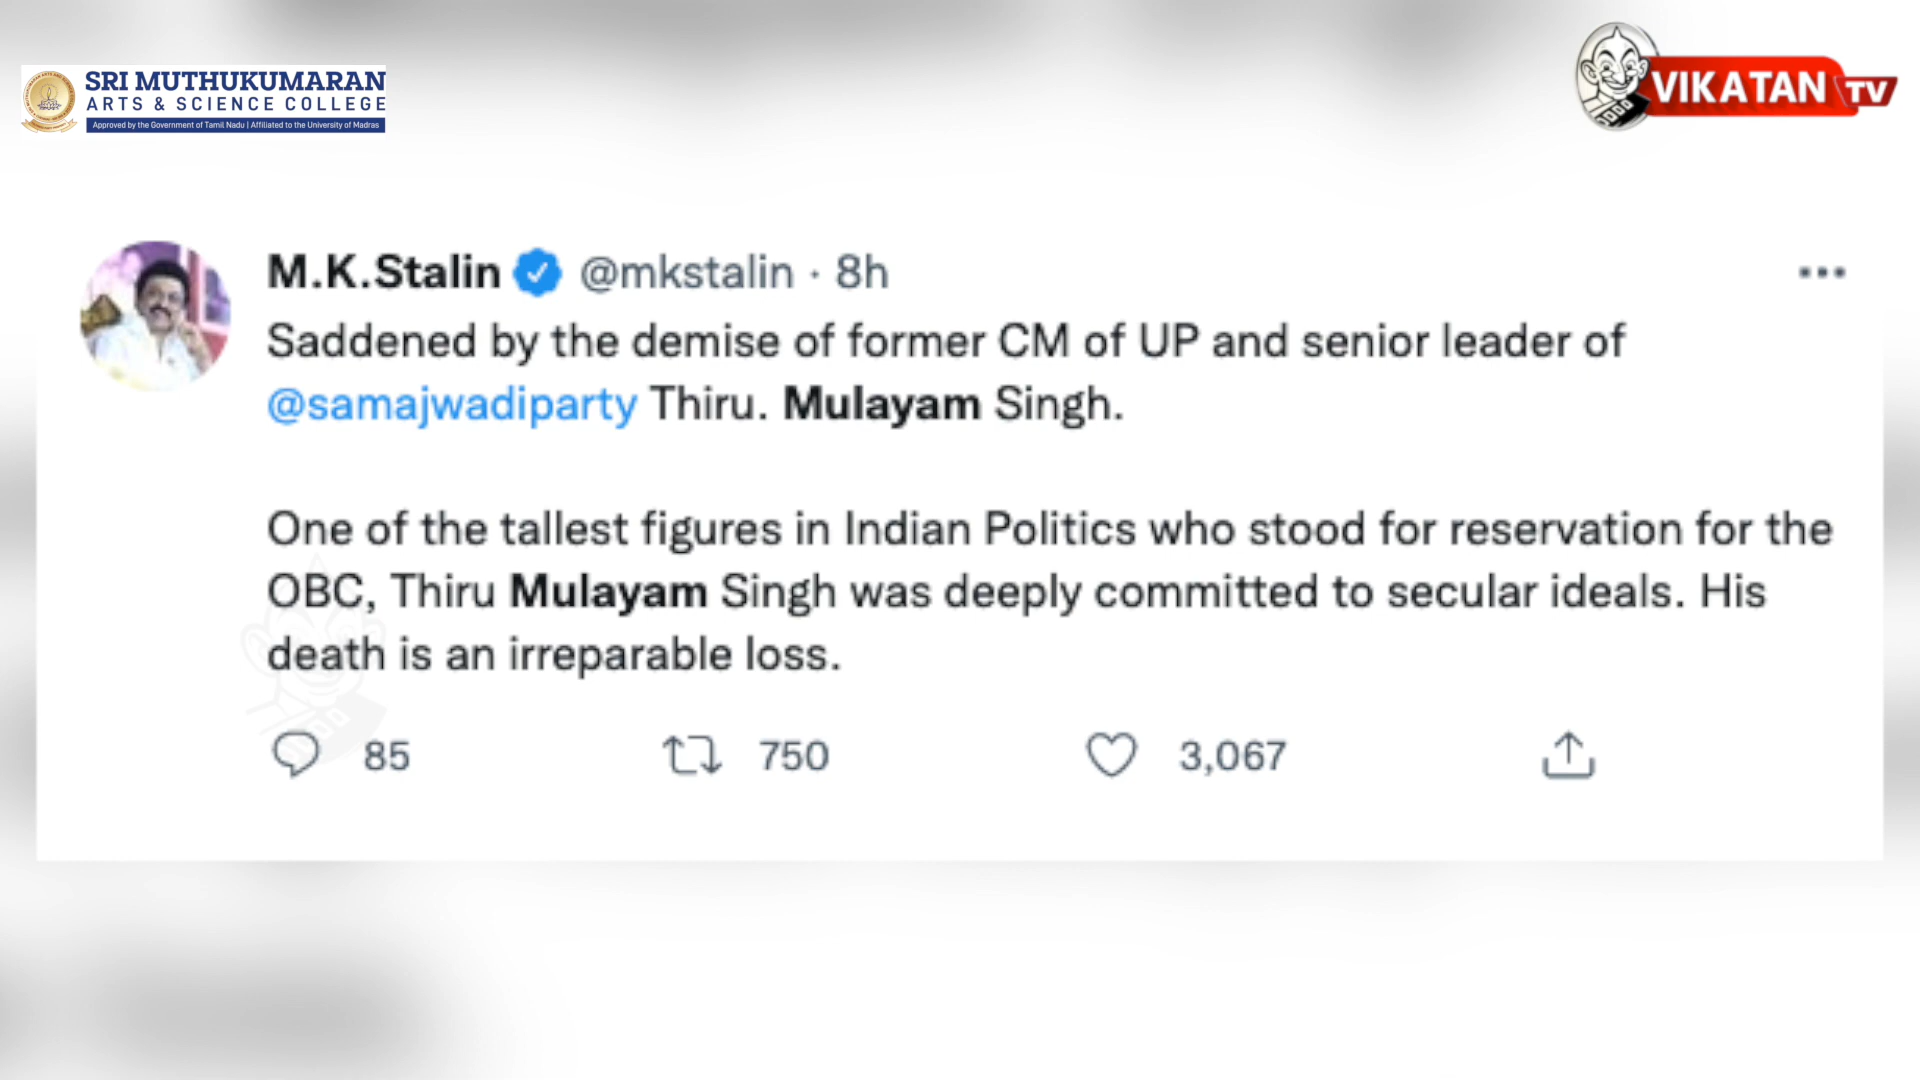 SRI MUTHUKUMARAN
ARTS & SCIENCE COLLEGE
Approved by the Government of Tamil Nadu | Affiliated to the University of Madras
VIKATAN TV
M.K.Stalin @mkstalin · 8h
Saddened by the demise of former CM of UP and senior leader of
@samajwadiparty Thiru. Mulayam Singh.
One of the tallest figures in Indian Politics who stood for reservation for the
OBC, Thiru Mulayam Singh was deeply committed to secular ideals. His
death is an irreparable loss.
85 750 3,067